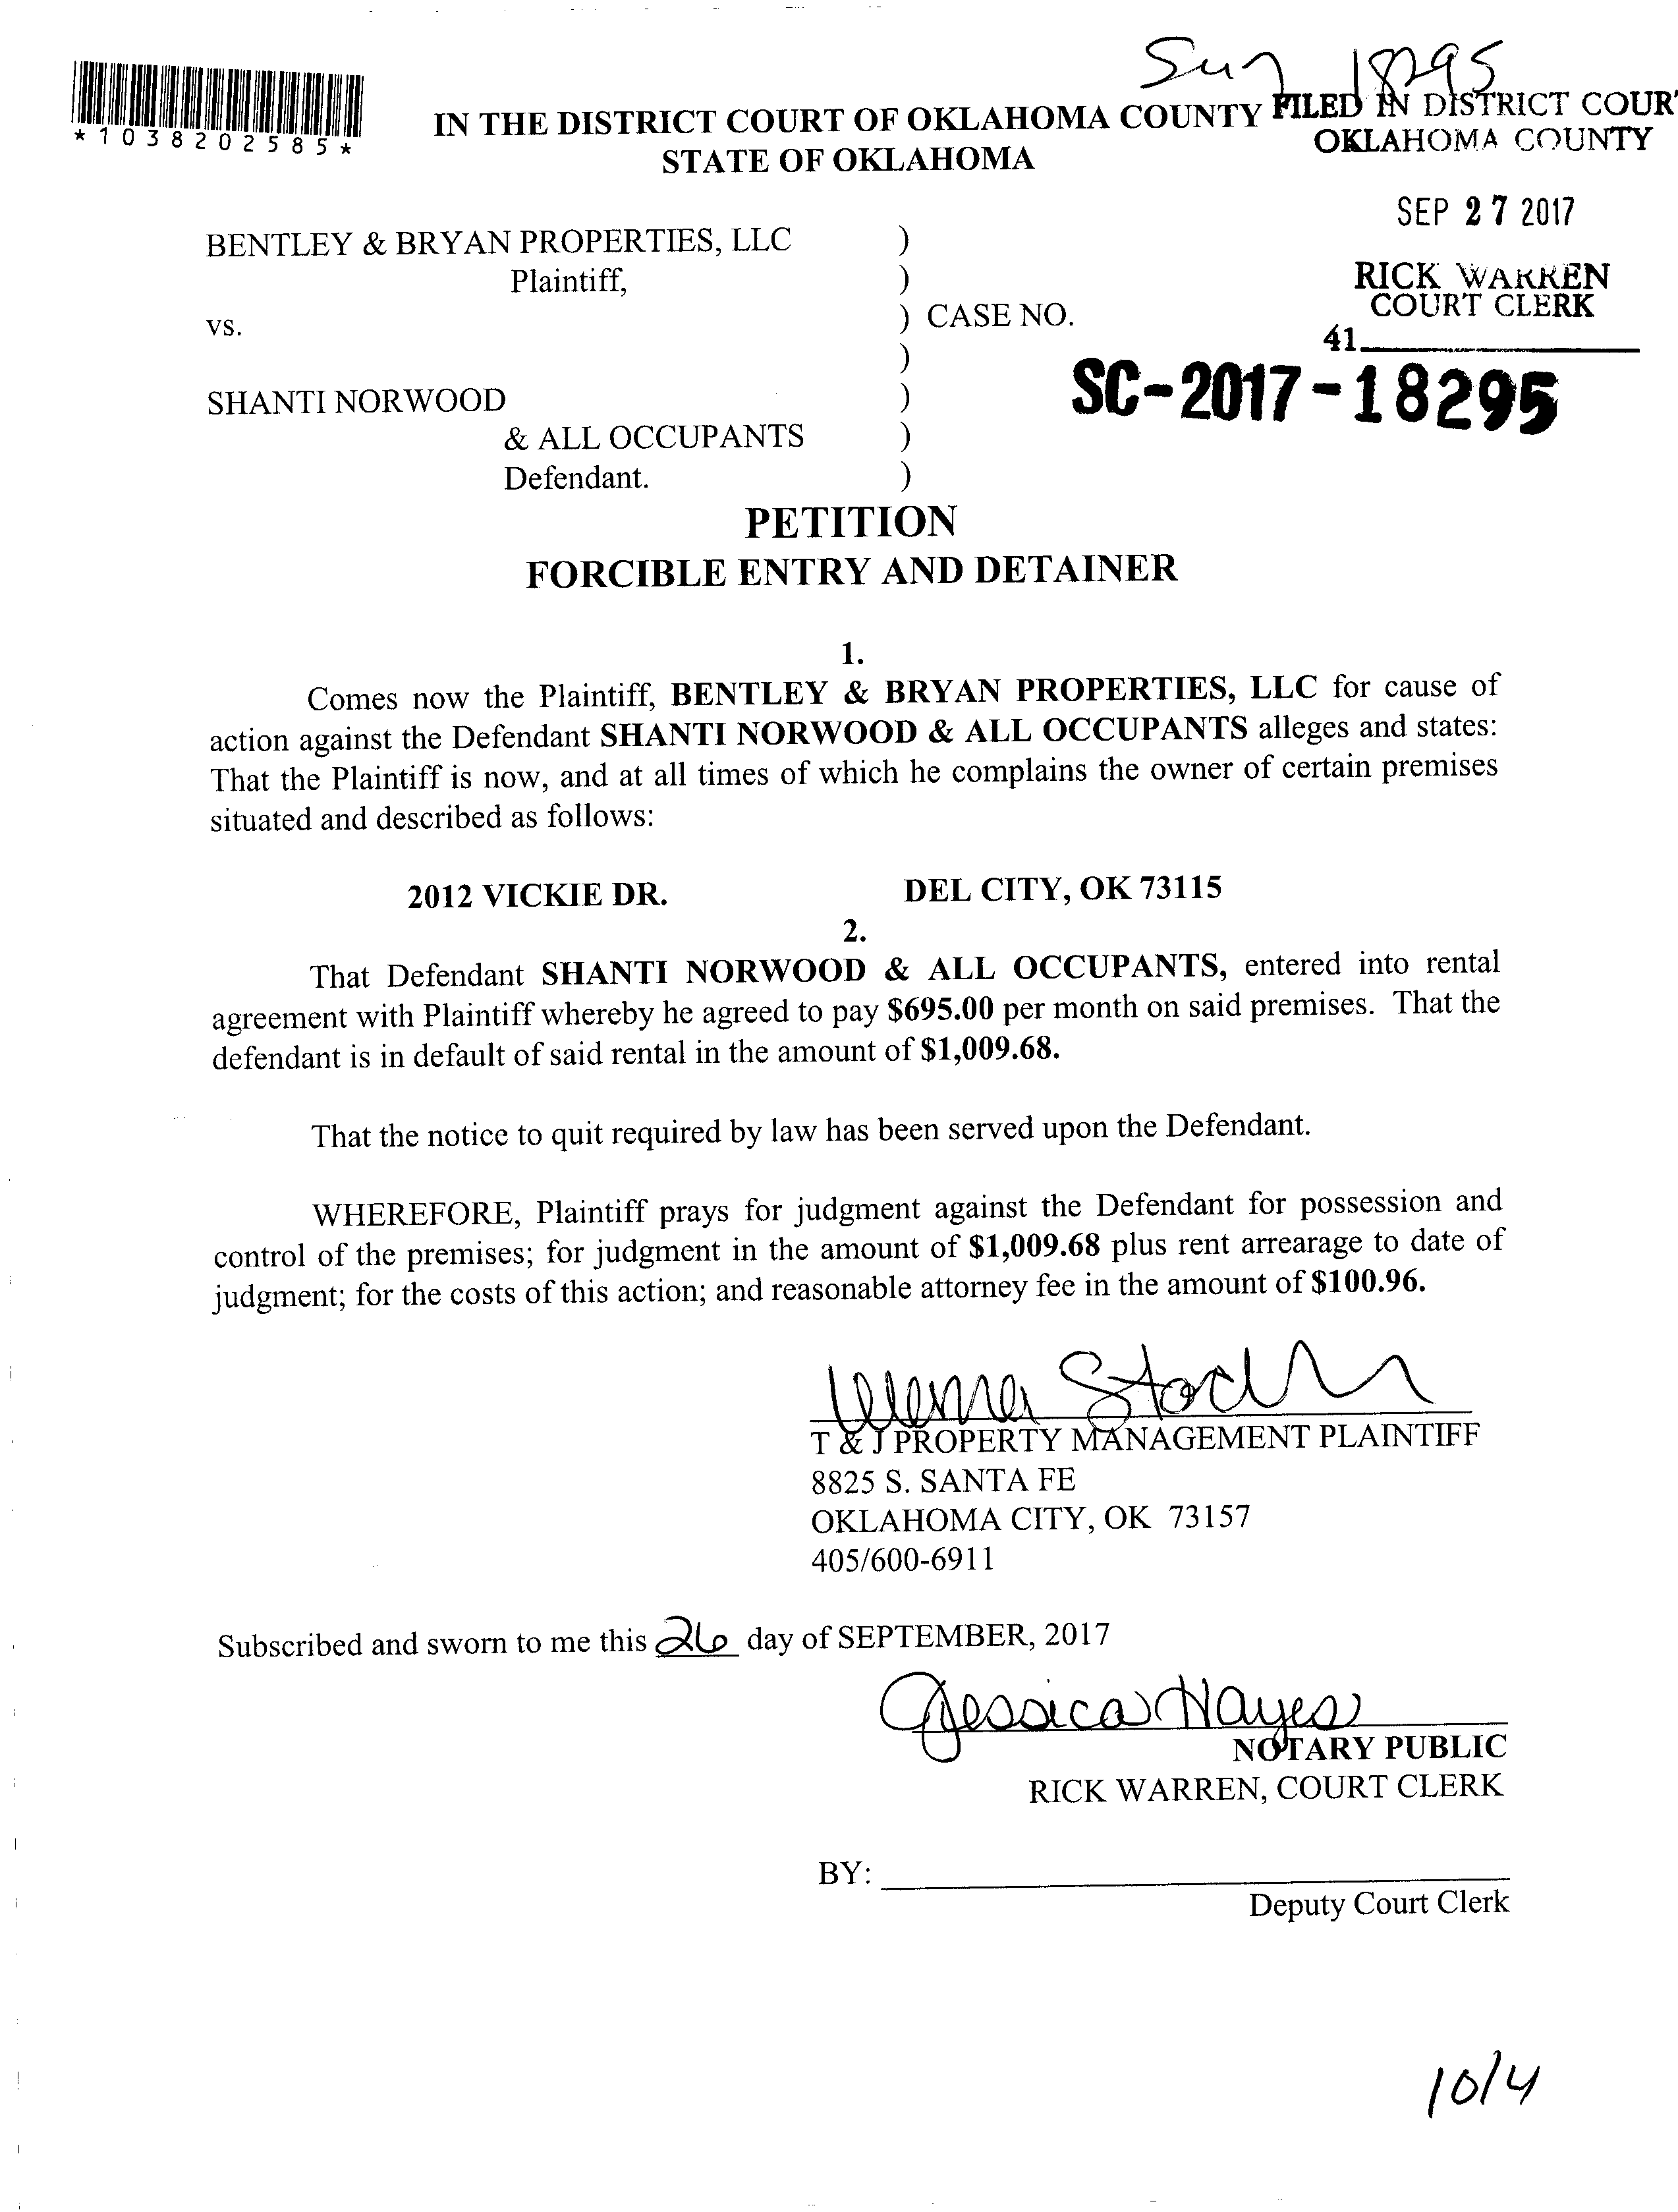 *1038202585*
IN THE DISTRICT COURT OF OKLAHOMA COUNTY
STATE OF OKLAHOMA
18295
FILED IN DISTRICT COUR
OKLAHOMA COUNTY
SEP 27 2017
RICK WARREN
COURT CLERK
41
BENTLEY & BRYAN PROPERTIES, LLC )
Plaintiff, )
vs. ) CASE NO.
)
SC-2017-18295
SHANTI NORWOOD )
& ALL OCCUPANTS )
Defendant. )
PETITION
FORCIBLE ENTRY AND DETAINER
1.
Comes now the Plaintiff, BENTLEY & BRYAN PROPERTIES, LLC for cause of
action against the Defendant SHANTI NORWOOD & ALL OCCUPANTS alleges and states:
That the Plaintiff is now, and at all times of which he complains the owner of certain premises
situated and described as follows:
2012 VICKIE DR. DEL CITY, OK 73115
2.
That Defendant SHANTI NORWOOD & ALL OCCUPANTS, entered into rental
agreement with Plaintiff whereby he agreed to pay $695.00 per month on said premises. That the
defendant is in default of said rental in the amount of $1,009.68.
That the notice to quit required by law has been served upon the Defendant.
WHEREFORE, Plaintiff prays for judgment against the Defendant for possession and
control of the premises; for judgment in the amount of $1,009.68 plus rent arrearage to date of
judgment; for the costs of this action; and reasonable attorney fee in the amount of $100.96.
T & J PROPERTY MANAGEMENT PLAINTIFF
8825 S. SANTA FE
OKLAHOMA CITY, OK 73157
405/600-6911
Subscribed and sworn to me this 26 day of SEPTEMBER, 2017
Jessica Hayes
NOTARY PUBLIC
RICK WARREN, COURT CLERK
BY:
Deputy Court Clerk
10/4